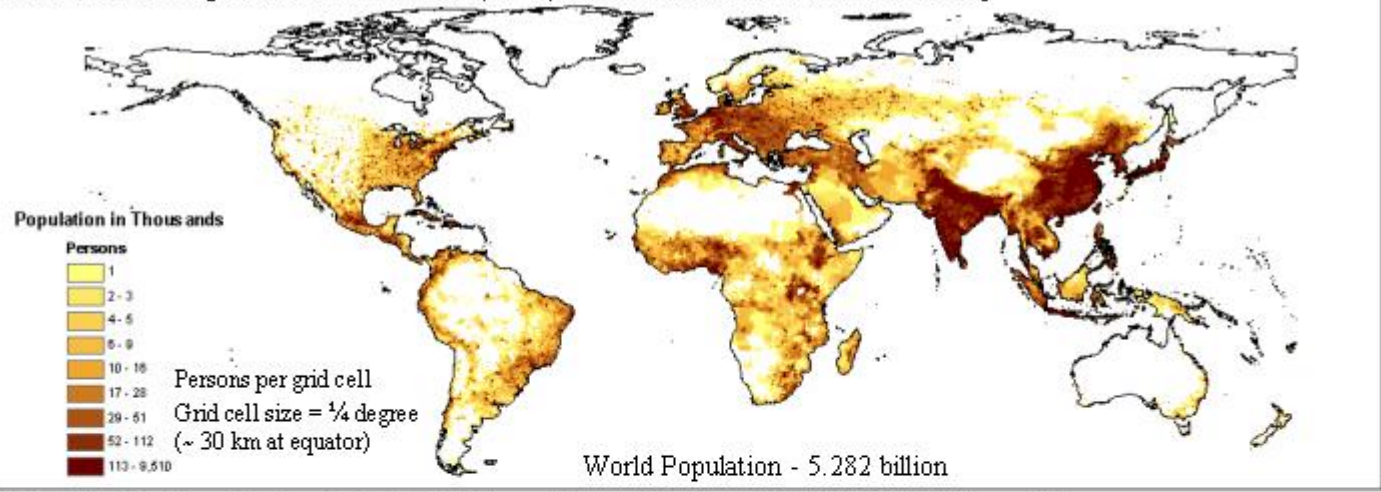 Population in Thousands
Persons
1
2 - 3
4 - 5
6 - 9
10 - 16
17 - 28
29 - 51
52 - 112
113 - 9,510
Persons per grid cell
Grid cell size = ¼ degree
(~ 30 km at equator)
World Population - 5.282 billion